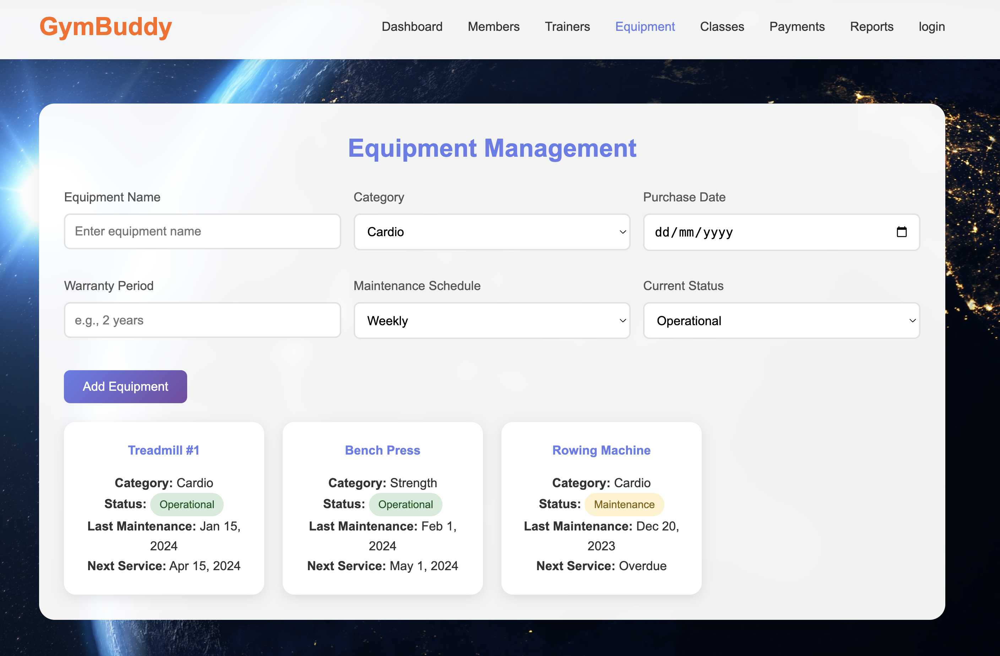 GymBuddy
Dashboard Members Trainers Equipment Classes Payments Reports login
Equipment Management
Equipment Name Category Purchase Date
Enter equipment name Cardio dd/mm/yyyy
Warranty Period Maintenance Schedule Current Status
e.g., 2 years Weekly Operational
Add Equipment
Treadmill #1
Category: Cardio
Status: Operational
Last Maintenance: Jan 15,
2024
Next Service: Apr 15, 2024
Bench Press
Category: Strength
Status: Operational
Last Maintenance: Feb 1,
2024
Next Service: May 1, 2024
Rowing Machine
Category: Cardio
Status: Maintenance
Last Maintenance: Dec 20,
2023
Next Service: Overdue